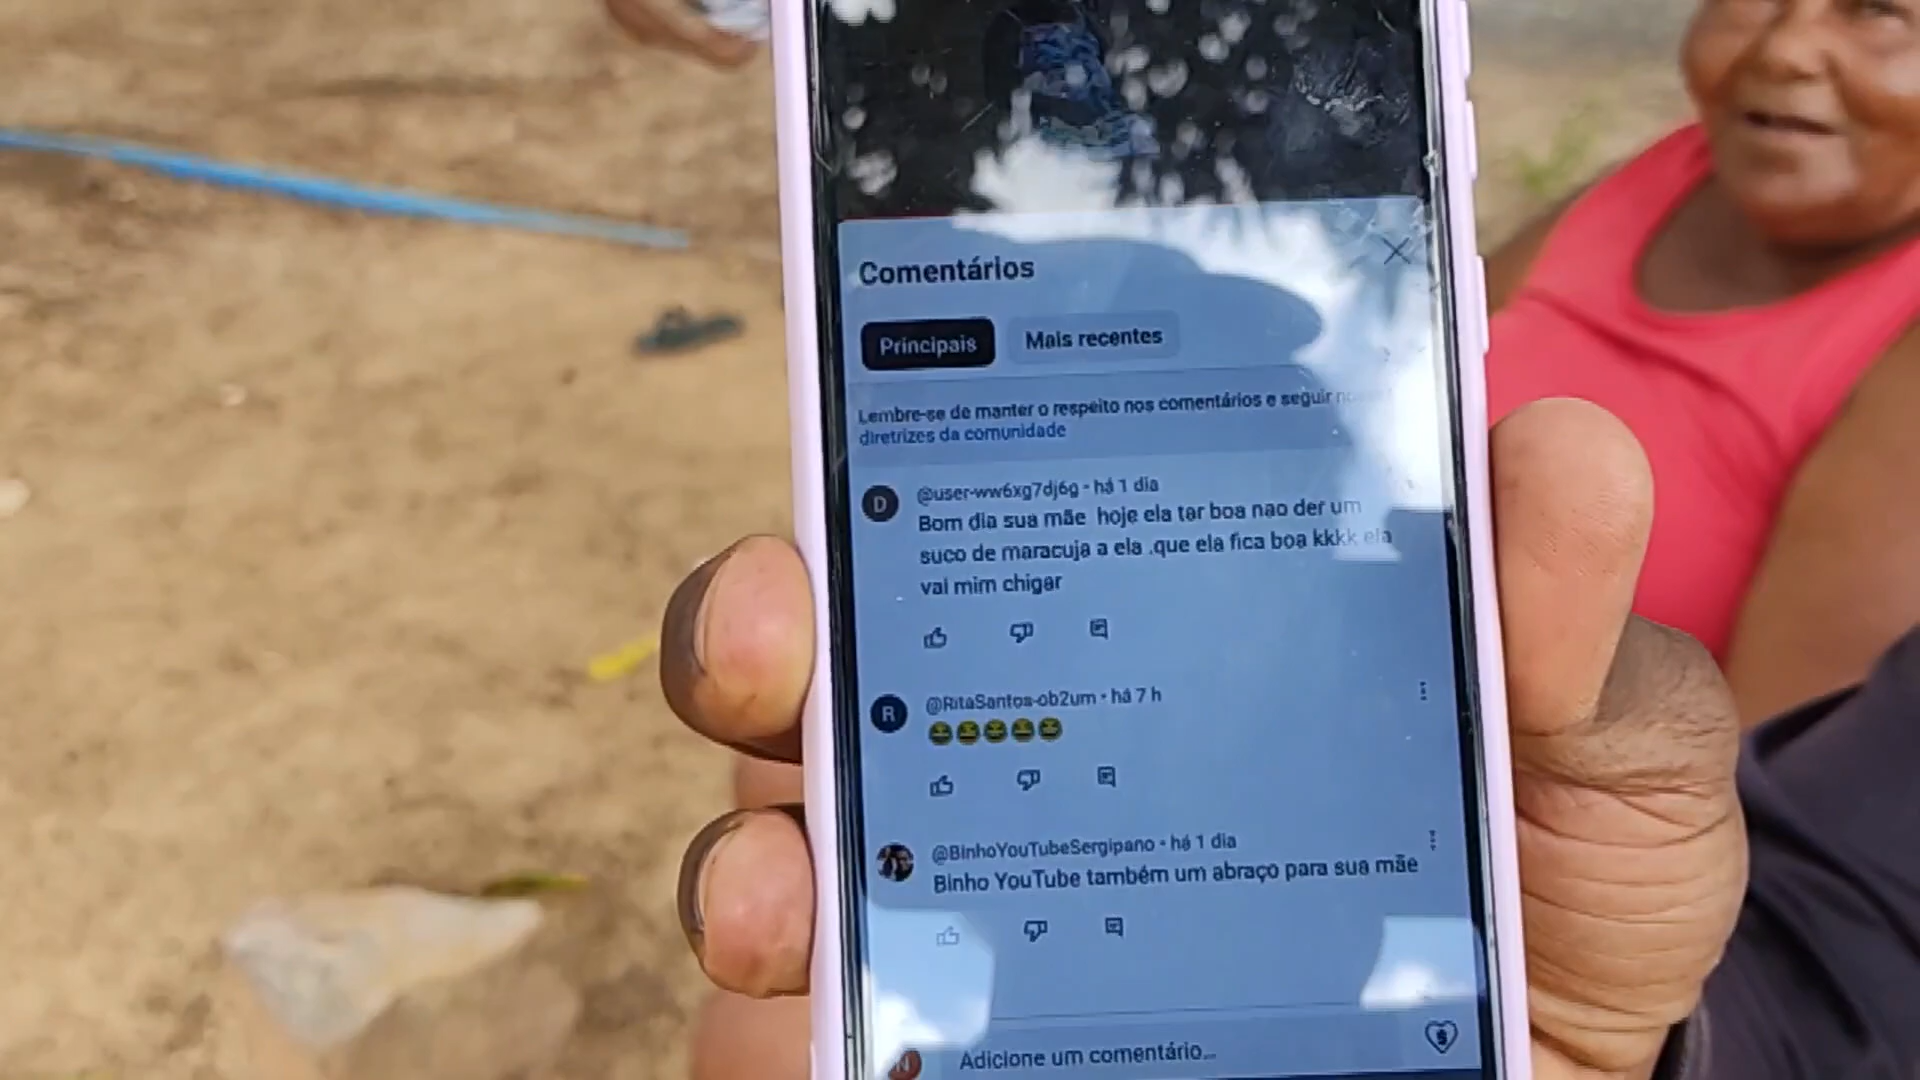 Comentários
Principais
Mais recentes
Lembre-se de manter o respeito nos comentários e seguir
diretrizes da comunidade
D
@user-ww6xg7dj6g • há 1 dia
Bom dia sua mãe hoje ela tar boa nao der um
suco de maracuja a ela .que ela fica boa kkkk ela
vai mim chigar
R
@RitaSantos-ob2um • há 7 h
@BinhoYouTubeSergipano • há 1 dia
Binho YouTube também um abraço para sua mãe
Adicione um comentário...